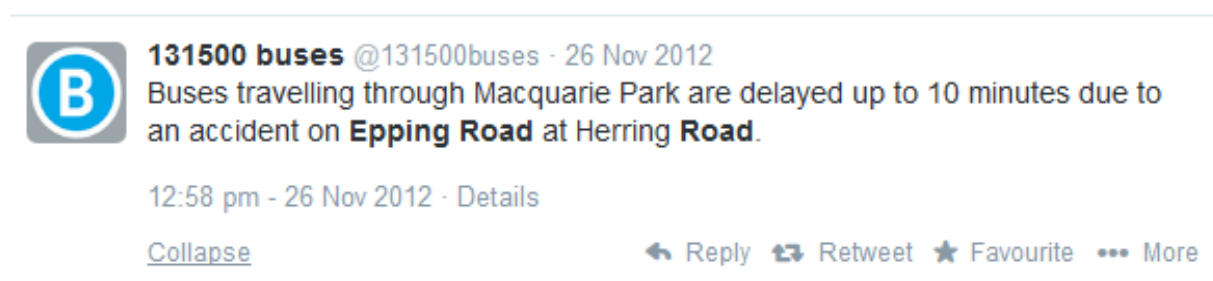 B
131500 buses @131500buses · 26 Nov 2012
Buses travelling through Macquarie Park are delayed up to 10 minutes due to
an accident on Epping Road at Herring Road.
12:58 pm - 26 Nov 2012 · Details
Collapse Reply Retweet Favourite More